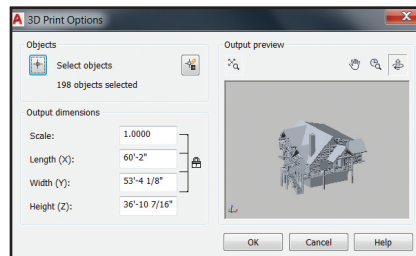 A 3D Print Options
Objects
Select objects
198 objects selected
Output dimensions
Scale: 1.0000
Length (X): 60'-2"
Width (Y): 53'-4 1/8"
Height (Z): 36'-10 7/16"
Output preview
OK Cancel Help